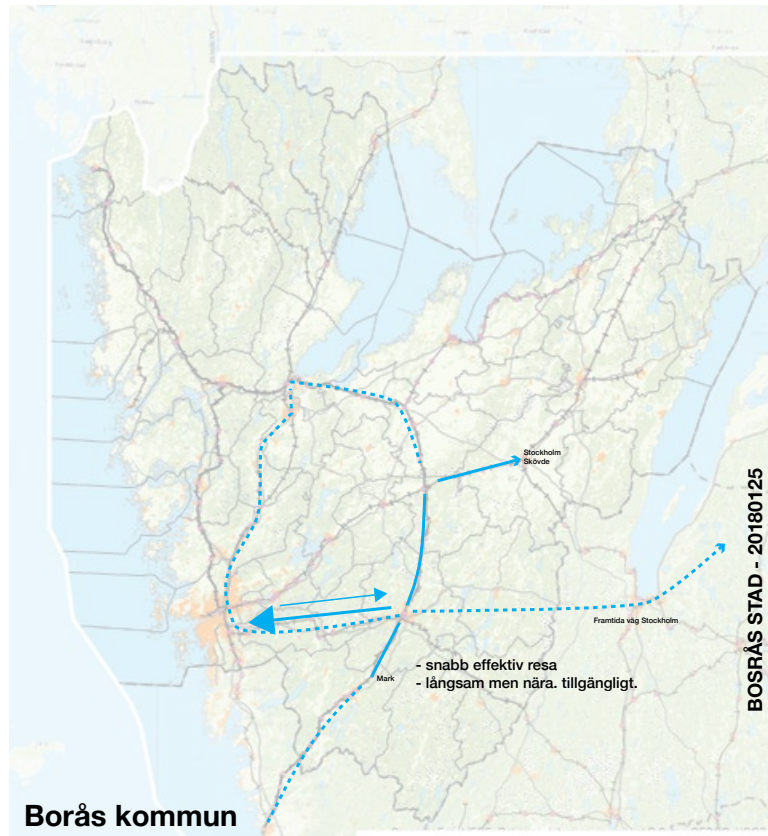 Stockholm
Skövde
BOSRÅS STAD - 20180125
Framtida väg Stockholm
- snabb effektiv resa
- långsam men nära. tillgängligt.
Mark
Borås kommun